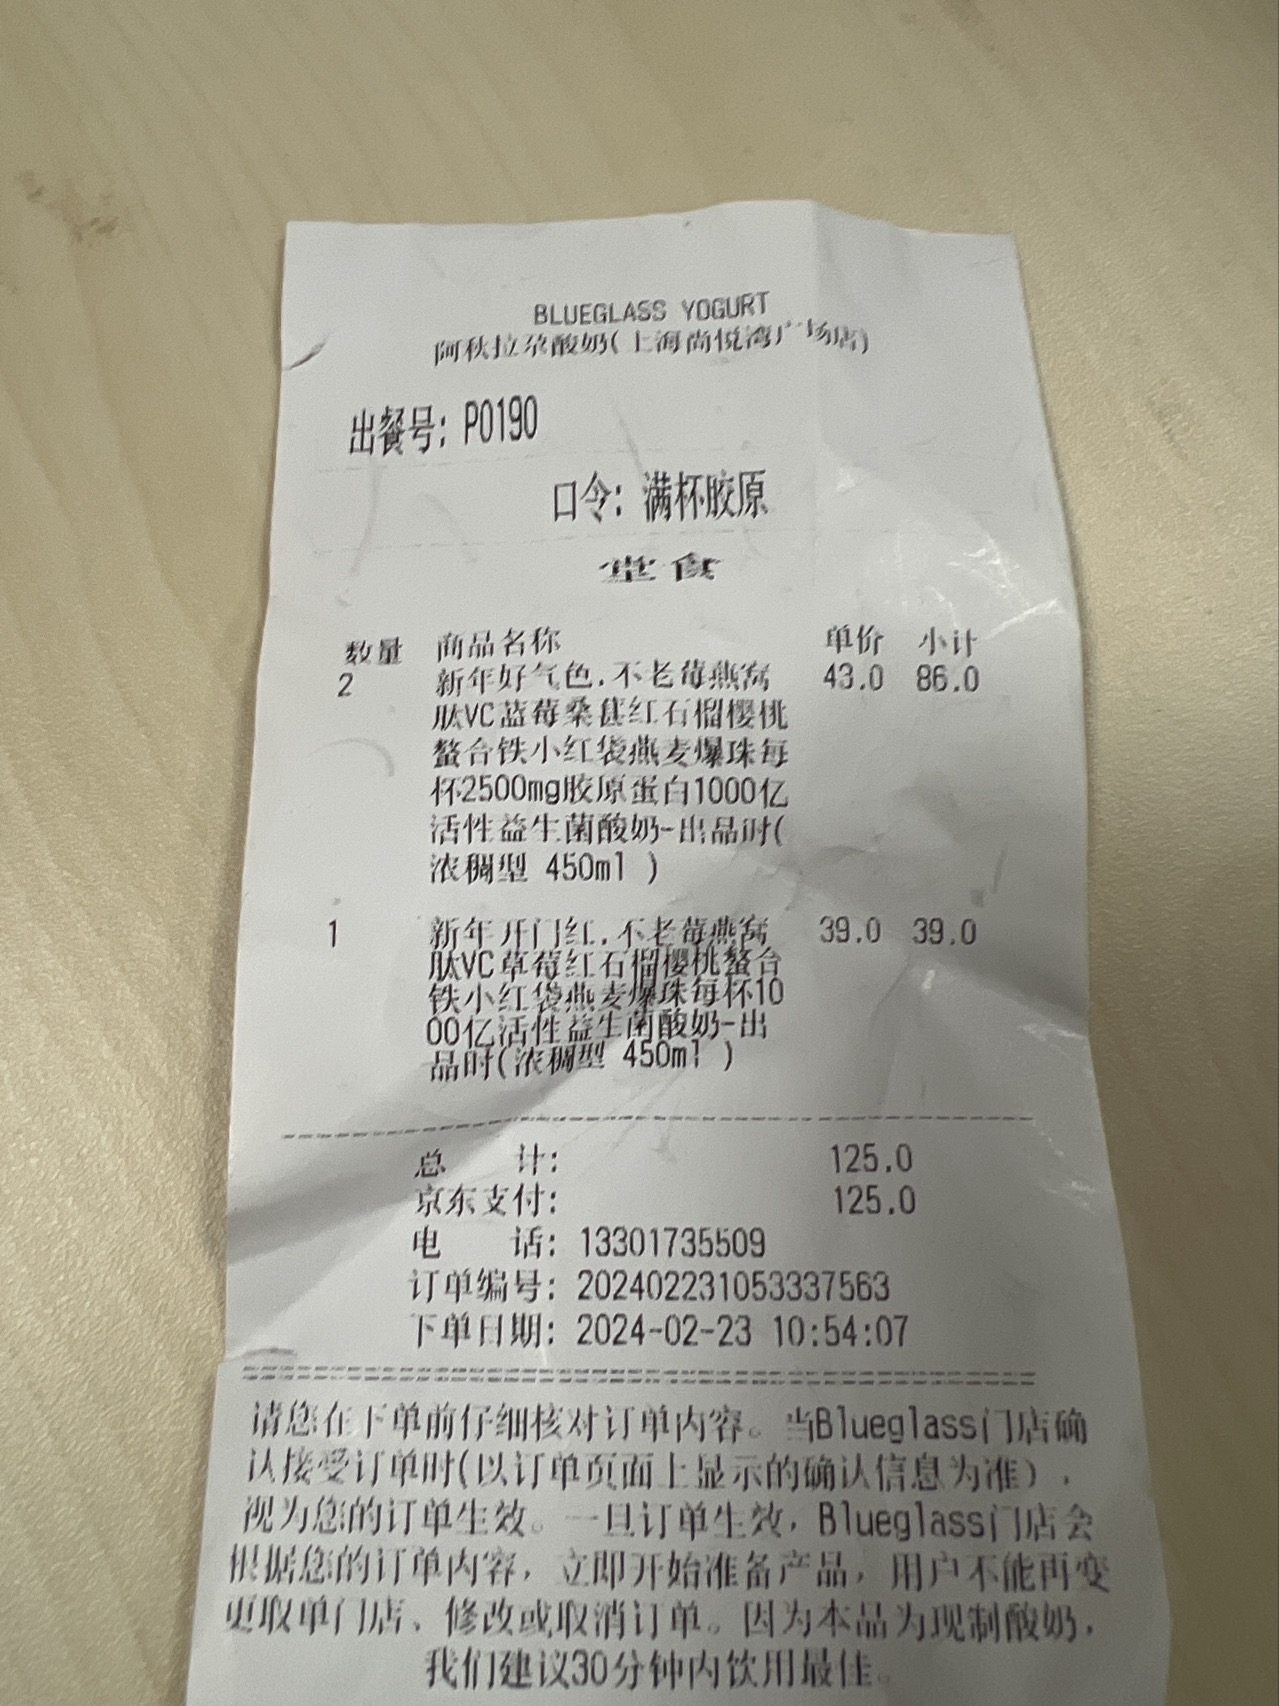 BLUEGLASS YOGURT
阿秋拉尕酸奶(上海尚悦湾广场店)
出餐号: P0190
口令: 满杯胶原
堂食
数量 商品名称 单价 小计
2 新年好气色.不老莓燕窝 43.0 86.0
肽VC蓝莓桑葚红石榴樱桃
螯合铁小红袋燕麦爆珠每
杯2500mg胶原蛋白1000亿
活性益生菌酸奶-出品时(
浓稠型 450ml )
1 新年开门红.不老莓燕窝 39.0 39.0
肽VC草莓红石榴樱桃螯合
铁小红袋燕麦爆珠每杯10
00亿活性益生菌酸奶-出
品时(浓稠型 450ml )
总 计: 125.0
京东支付: 125.0
电 话: 13301735509
订单编号: 202402231053337563
下单日期: 2024-02-23 10:54:07
请您在下单前仔细核对订单内容。当Blueglass门店确
认接受订单时(以订单页面上显示的确认信息为准),
视为您的订单生效。一旦订单生效,Blueglass门店会
根据您的订单内容,立即开始准备产品,用户不能再变
更取单门店、修改或取消订单。因为本品为现制酸奶,
我们建议30分钟内饮用最佳。